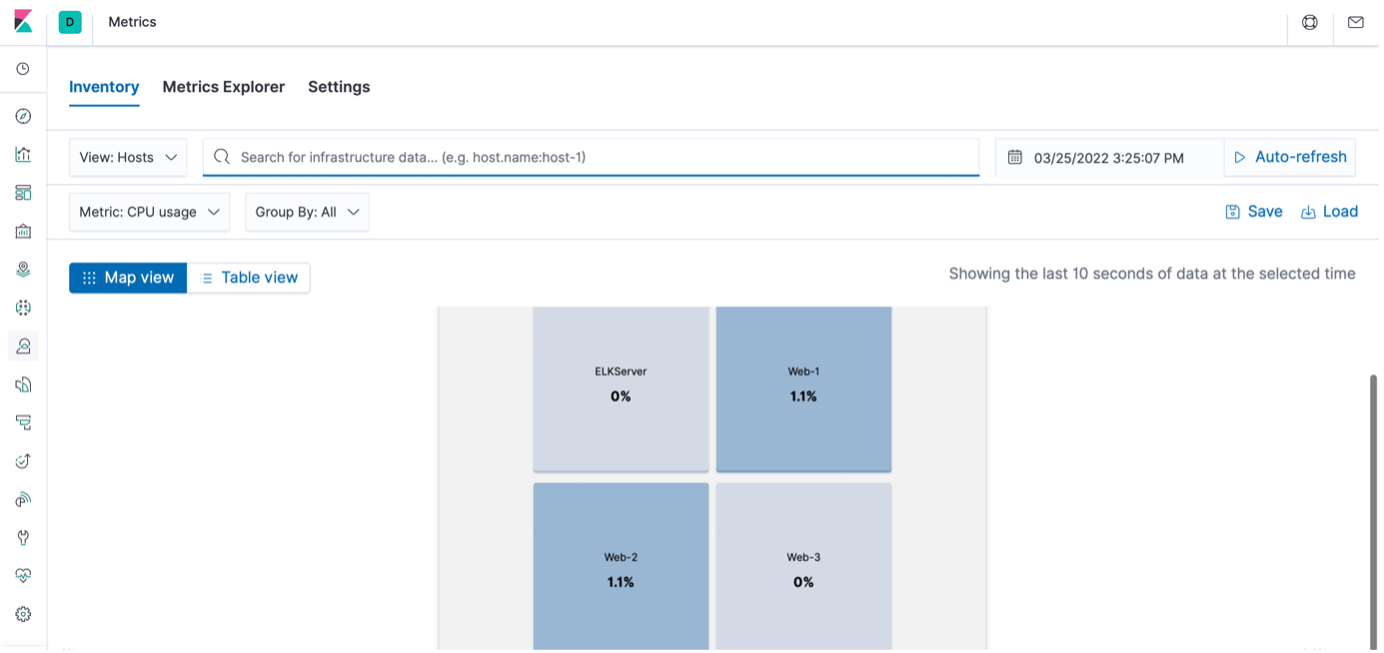 D Metrics
Inventory Metrics Explorer Settings
View: Hosts Search for infrastructure data... (e.g. host.name:host-1) 03/25/2022 3:25:07 PM Auto-refresh
Metric: CPU usage Group By: All Save Load
Map view Table view Showing the last 10 seconds of data at the selected time
ELKServer Web-1
0% 1.1%
Web-2 Web-3
1.1% 0%